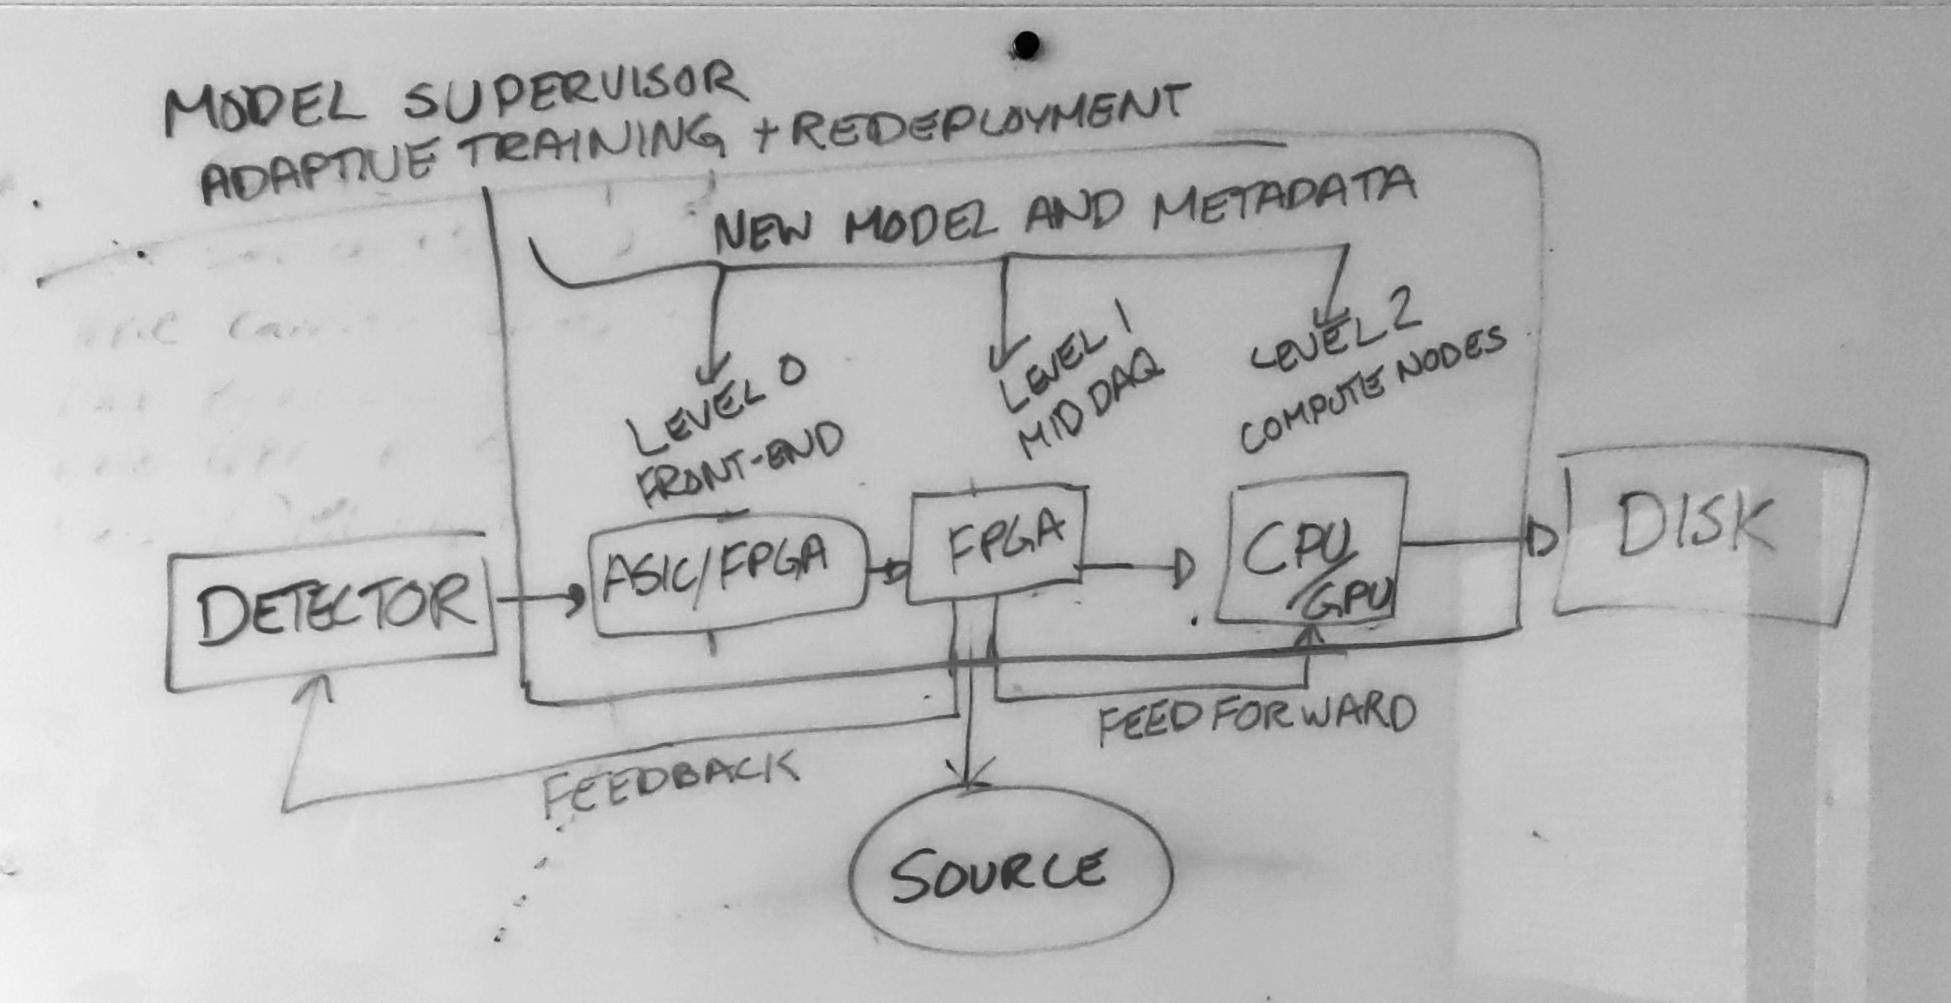 MODEL SUPERVISOR
ADAPTIVE TRAINING + REDEPLOYMENT
NEW MODEL AND METADATA
LEVEL 0
FRONT-END
LEVEL 1
MID DAQ
LEVEL 2
COMPUTE NODES
DETECTOR
ASIC/FPGA
FPGA
CPU
/GPU
DISK
FEEDBACK
FEED FORWARD
SOURCE